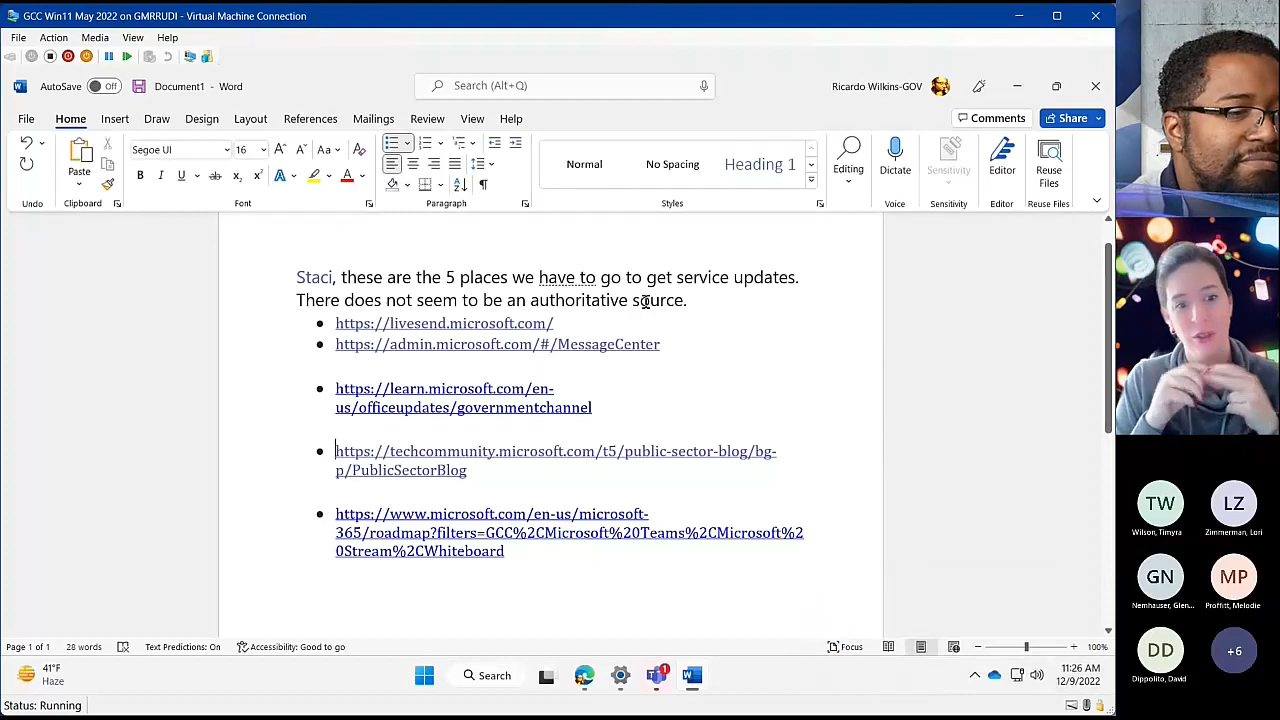 GCC Win11 May 2022 on GMRRUDI - Virtual Machine Connection
File Action Media View Help
AutoSave Off Document1 - Word
Search (Alt+Q)
Ricardo Wilkins-GOV
File Home Insert Draw Design Layout References Mailings Review View Help
Comments Share
Segoe UI 16
Paste
Normal No Spacing Heading 1
Editing Dictate Sensitivity Editor Reuse Files
Undo Clipboard Font Paragraph Styles Voice Sensitivity Editor Reuse Files
Staci, these are the 5 places we have to go to get service updates.
There does not seem to be an authoritative source.
https://livesend.microsoft.com/
https://admin.microsoft.com/#/MessageCenter
https://learn.microsoft.com/en-
us/officeupdates/governmentchannel
https://techcommunity.microsoft.com/t5/public-sector-blog/bg-
p/PublicSectorBlog
https://www.microsoft.com/en-us/microsoft-
365/roadmap?filters=GCC%2CMicrosoft%20Teams%2CMicrosoft%2
0Stream%2CWhiteboard
TW LZ
Wilson, Timyra Zimmerman, Lori
GN MP
Nemhauser, Glen... Proffitt, Melodie
DD +6
Dippolito, David
Page 1 of 1 28 words Text Predictions: On Accessibility: Good to go Focus 100%
41°F
Haze
Search
1
11:26 AM
12/9/2022
Status: Running